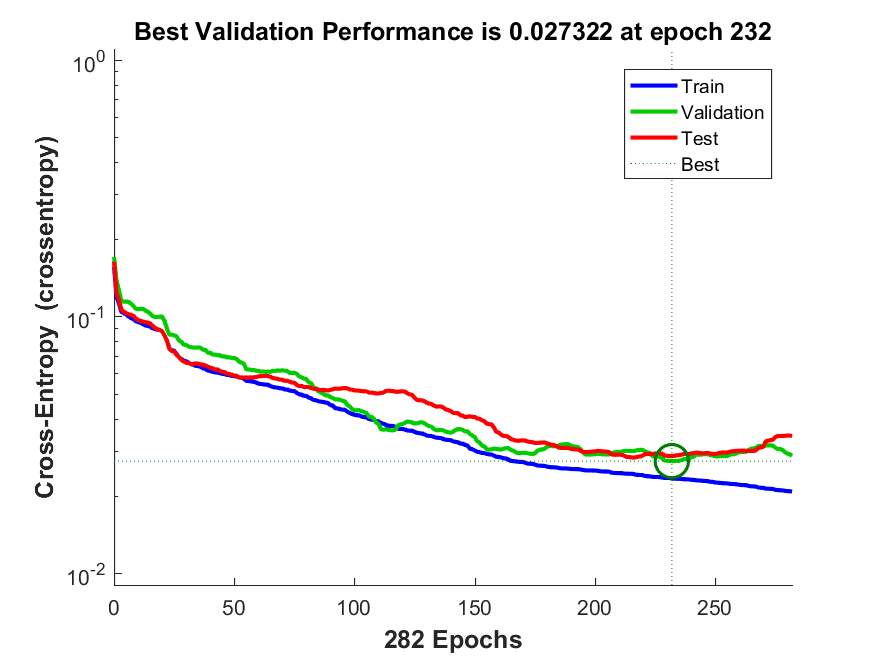 Best Validation Performance is 0.027322 at epoch 232
Train
Validation
Test
Best
Cross-Entropy (crossentropy)
10^0
10^-1
10^-2
0 50 100 150 200 250
282 Epochs